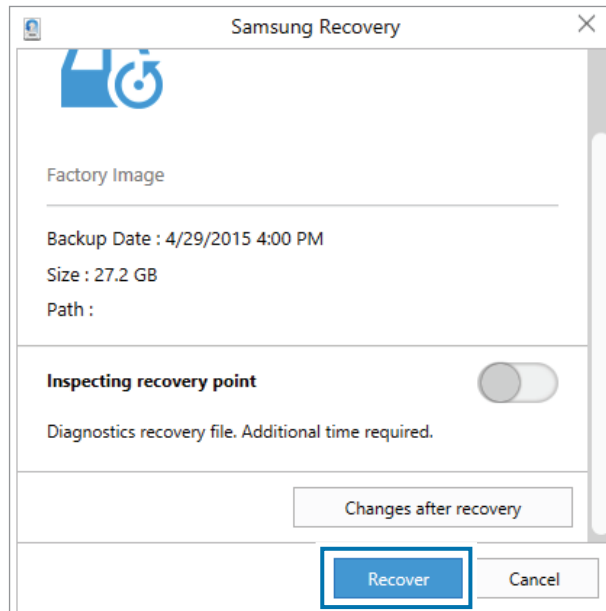 Samsung Recovery
Factory Image
Backup Date : 4/29/2015 4:00 PM
Size : 27.2 GB
Path :
Inspecting recovery point
Diagnostics recovery file. Additional time required.
Changes after recovery
Recover Cancel